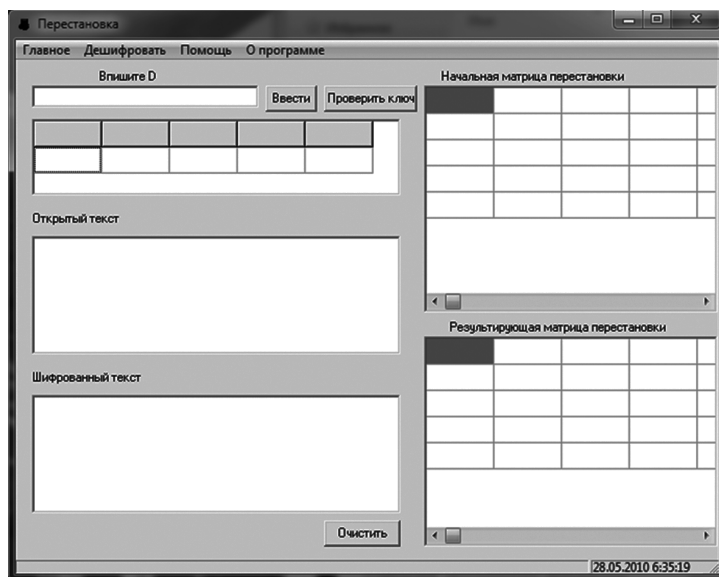 Перестановка
Главное Дешифровать Помощь О программе
Впишите D
Ввести
Проверить ключ
Начальная матрица перестановки
Открытый текст
Результирующая матрица перестановки
Шифрованный текст
Очистить
28.05.2010 6:35:19